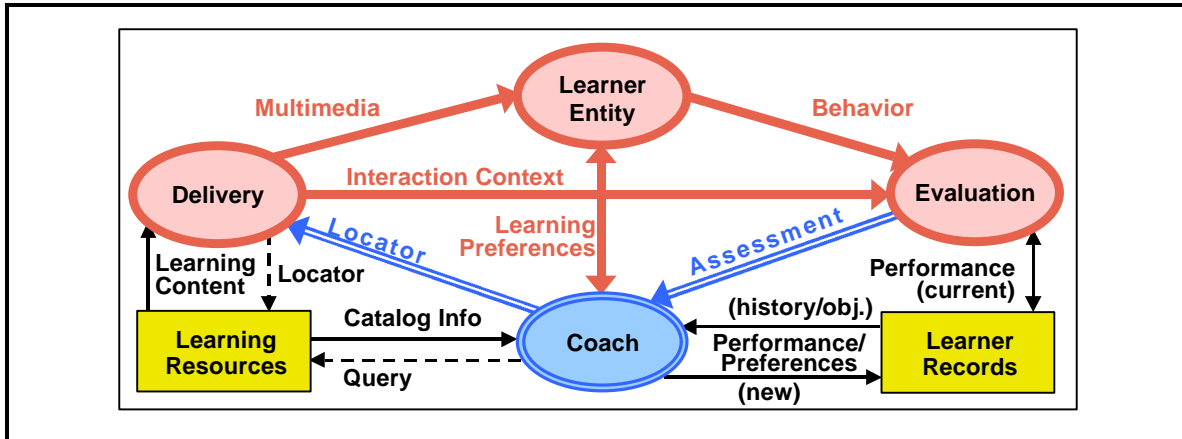 Learner
Entity
Multimedia
Behavior
Delivery
Interaction Context
Evaluation
Learning
Preferences
Locator
Assessment
Learning
Content
Locator
Performance
(current)
Learning
Resources
Catalog Info
Query
Coach
(history/obj.)
Performance/
Preferences
(new)
Learner
Records